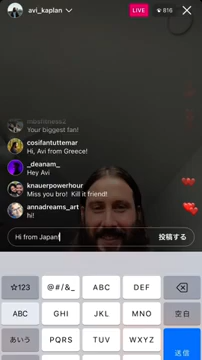 avi_kaplan
LIVE
816
Your biggest fan!
cosifantuttemar
Hi, Avi from Greece!
_deanam_
Hey Avi
knauerpowerhour
Miss you bro! Kill it friend!
annadreams_art
hi!
Hi from Japan!
投稿する
☆123
@#/&_
ABC
DEF
ABC
GHI
JKL
MNO
空白
あいう
PQRS
TUV
WXYZ
送信